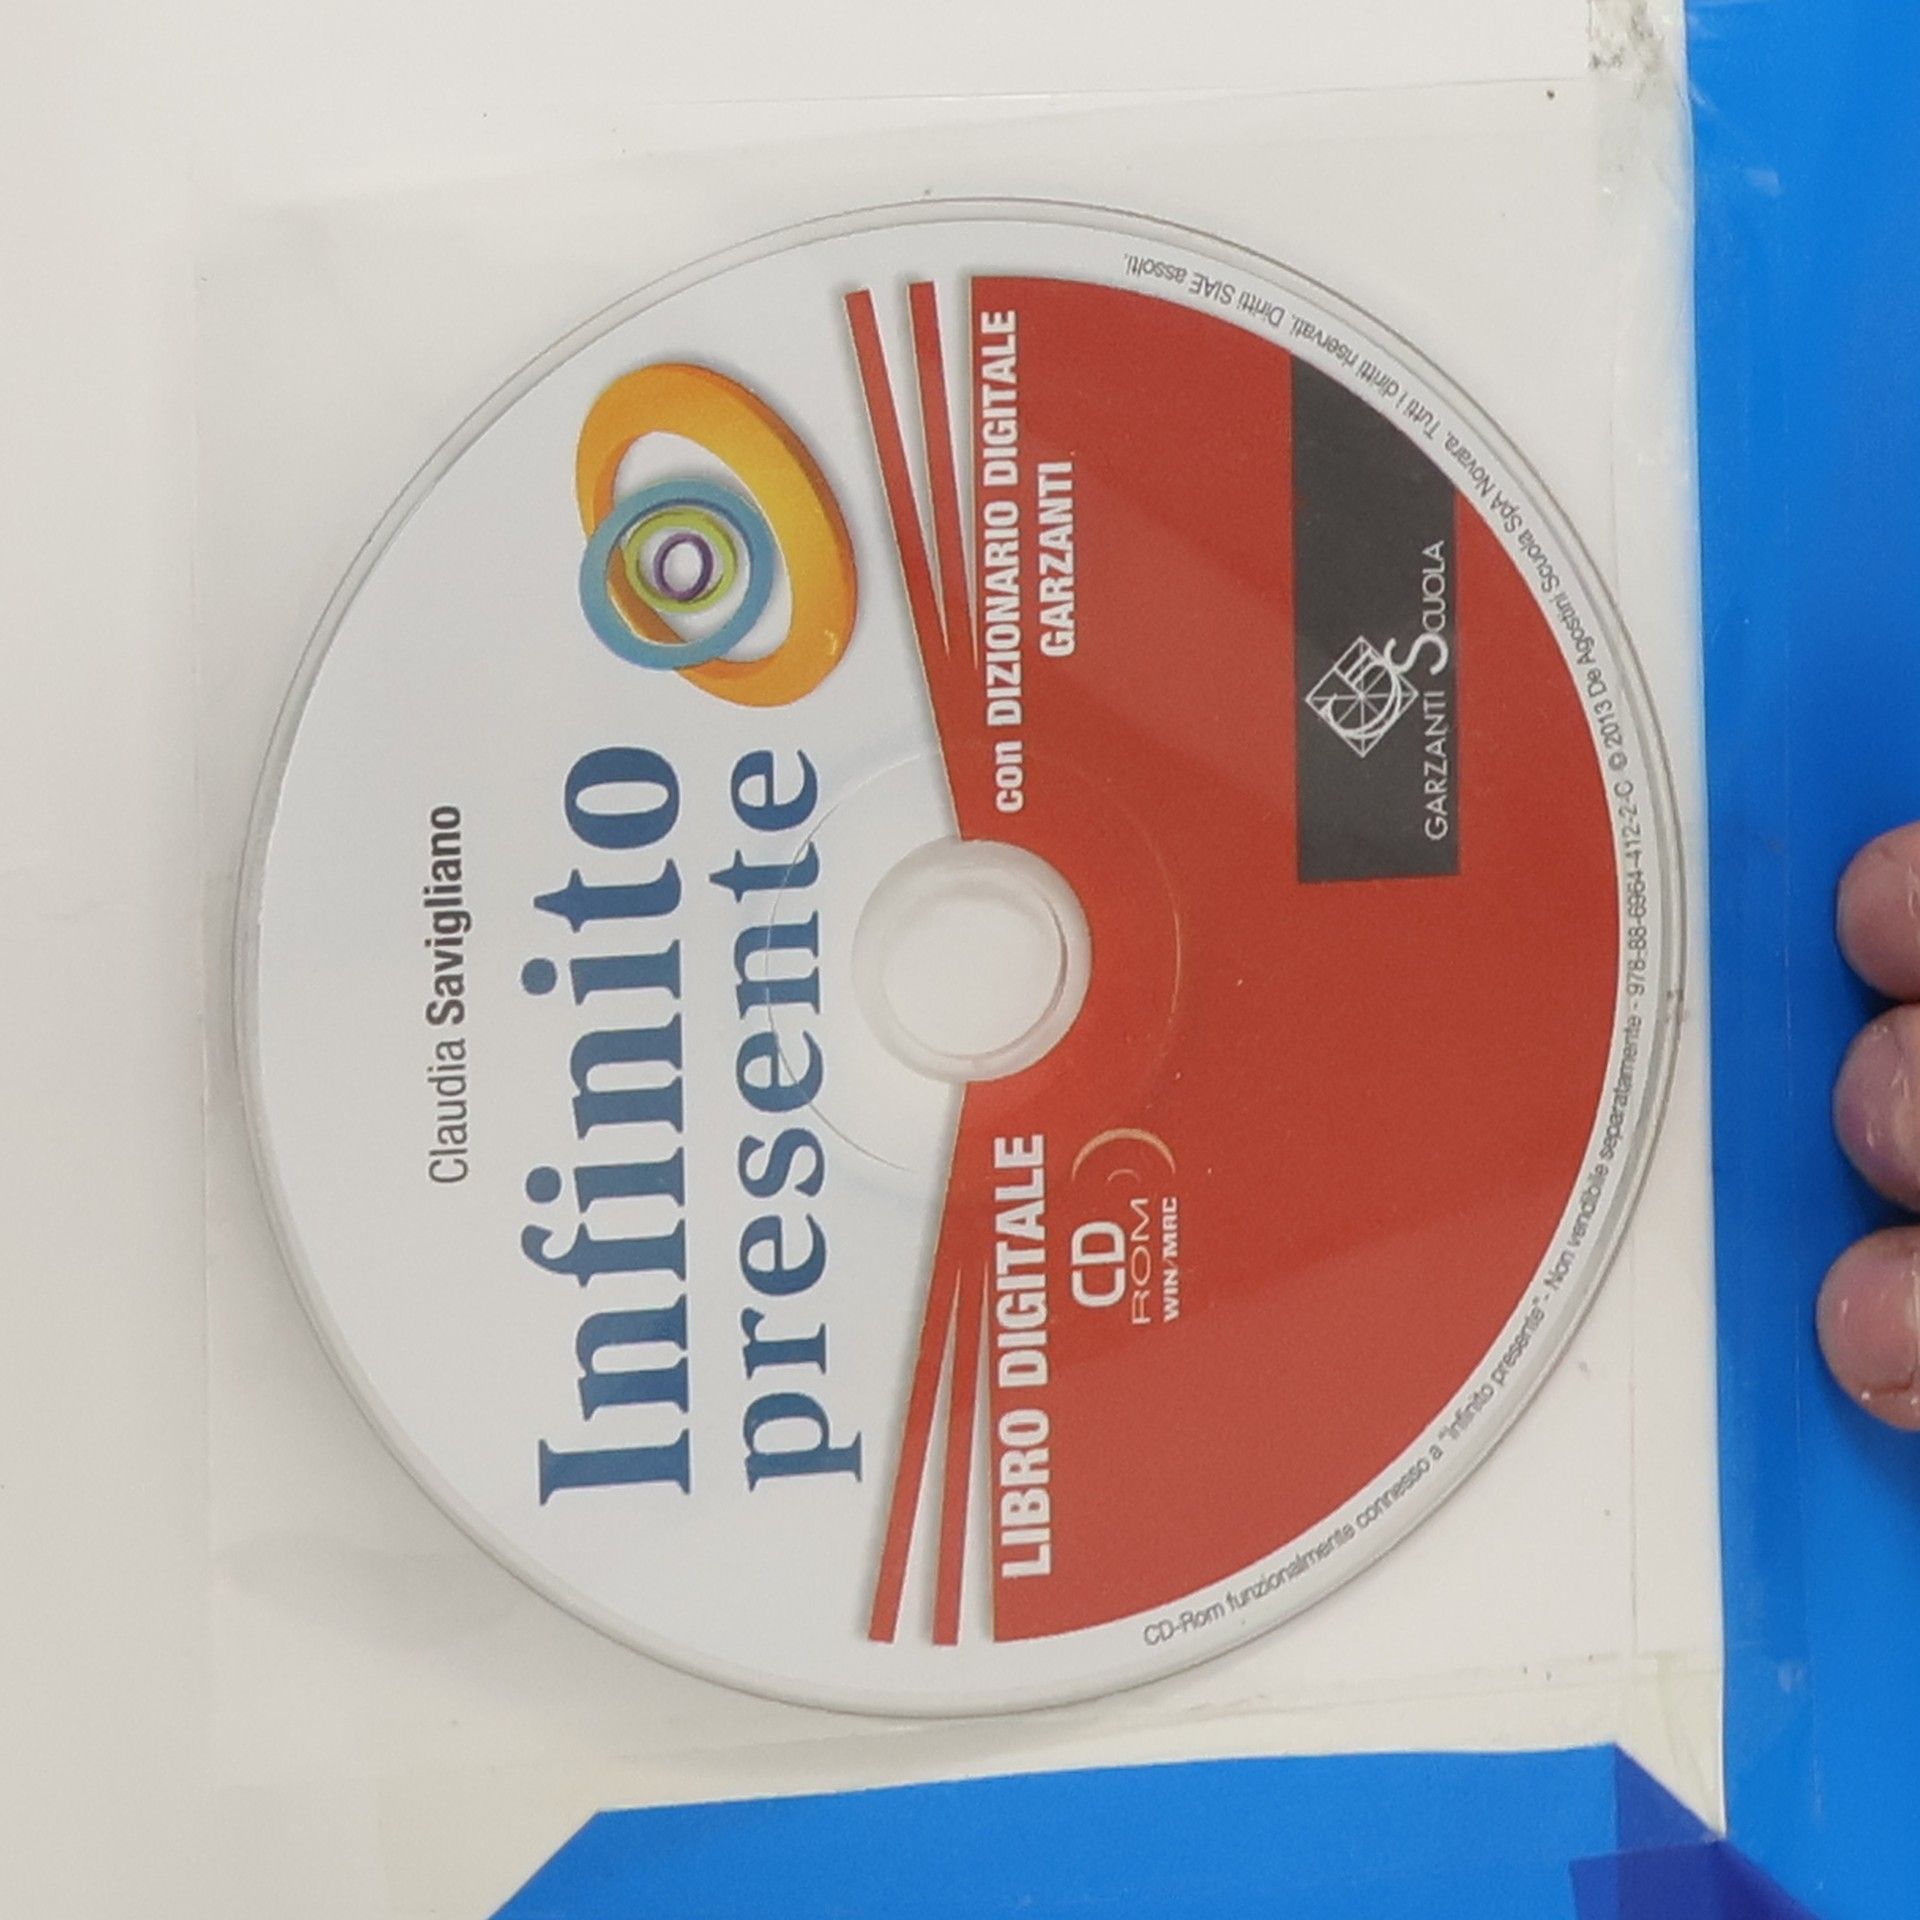 Claudia Savigliano
Infinito
presente
LIBRO DIGITALE
CD
ROM
WIN/MAC
con DIZIONARIO DIGITALE
GARZANTI
GARZANTI SCUOLA
CD-Rom funzionalmente connesso a "Infinito presente" - Non vendibile separatamente - 978-88-6964-412-2-C © 2013 De Agostini Scuola SpA Novara. Tutti i diritti riservati. Diritti SIAE assolti.